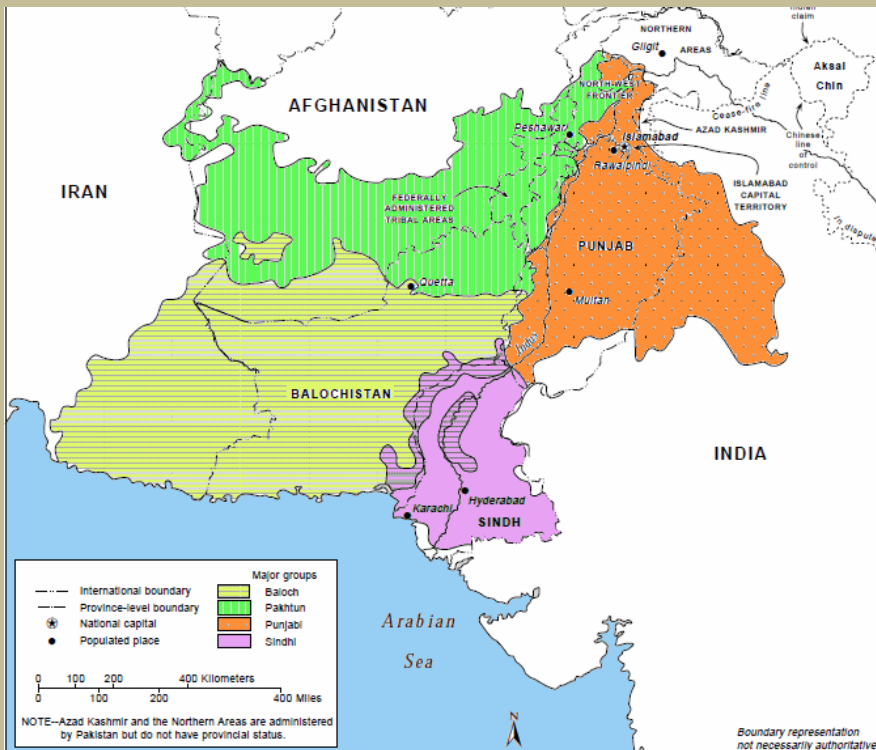 Indian
claim
NORTHERN
AREAS
Gilgit
Aksai
Chin
AFGHANISTAN
NORTH-WEST
FRONTIER
Cease-fire line
Peshawar
Islamabad
AZAD KASHMIR
Chinese
line of
control
Rawalpindi
IRAN
FEDERALLY
ADMINISTERED
TRIBAL AREAS
ISLAMABAD
CAPITAL
TERRITORY
In dispute
PUNJAB
Quetta
Multan
Indus
BALOCHISTAN
INDIA
Hyderabad
Karachi
SINDH
Arabian
Sea
Major groups
International boundary
Baloch
Province-level boundary
Pakhtun
National capital
Punjabi
Populated place
Sindhi
0 100 200 400 Kilometers
0 100 200 400 Miles
NOTE--Azad Kashmir and the Northern Areas are administered
by Pakistan but do not have provincial status.
N
Boundary representation
not necessarily authoritative